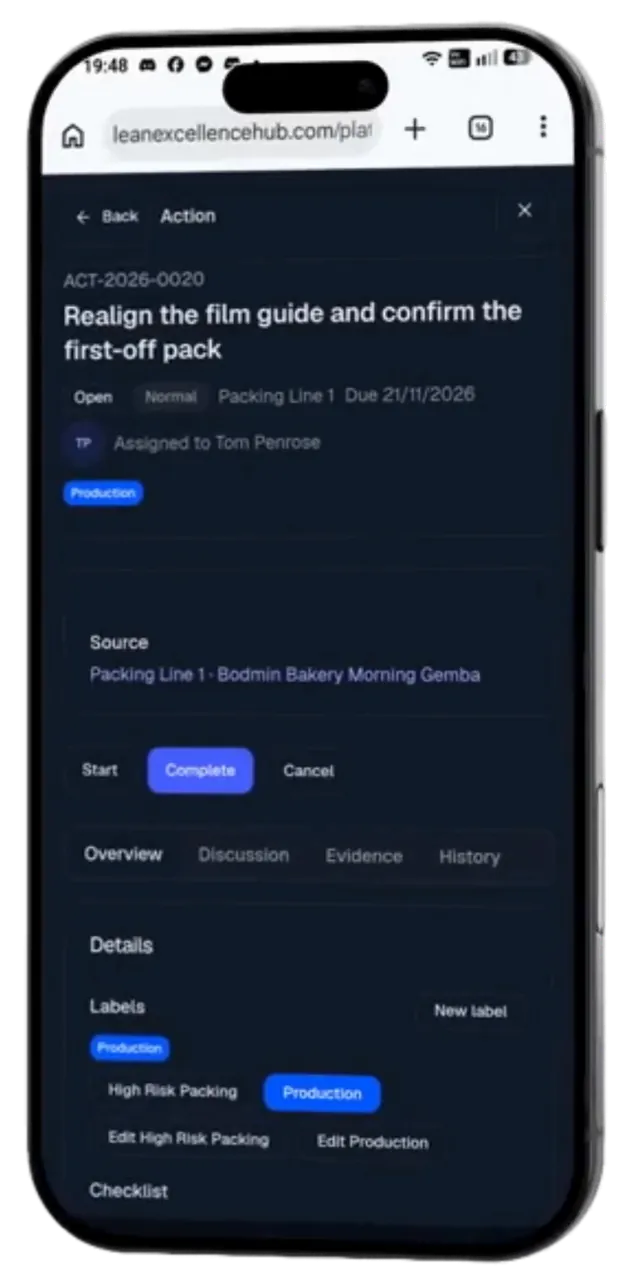 19:48
leanexcellencehub.com/plat
16
43
Back Action
ACT-2026-0020
Realign the film guide and confirm the
first-off pack
Open Normal Packing Line 1 Due 21/11/2026
TP Assigned to Tom Penrose
Production
Source
Packing Line 1 · Bodmin Bakery Morning Gemba
Start Complete Cancel
Overview Discussion Evidence History
Details
Labels New label
Production
High Risk Packing Production
Edit High Risk Packing Edit Production
Checklist